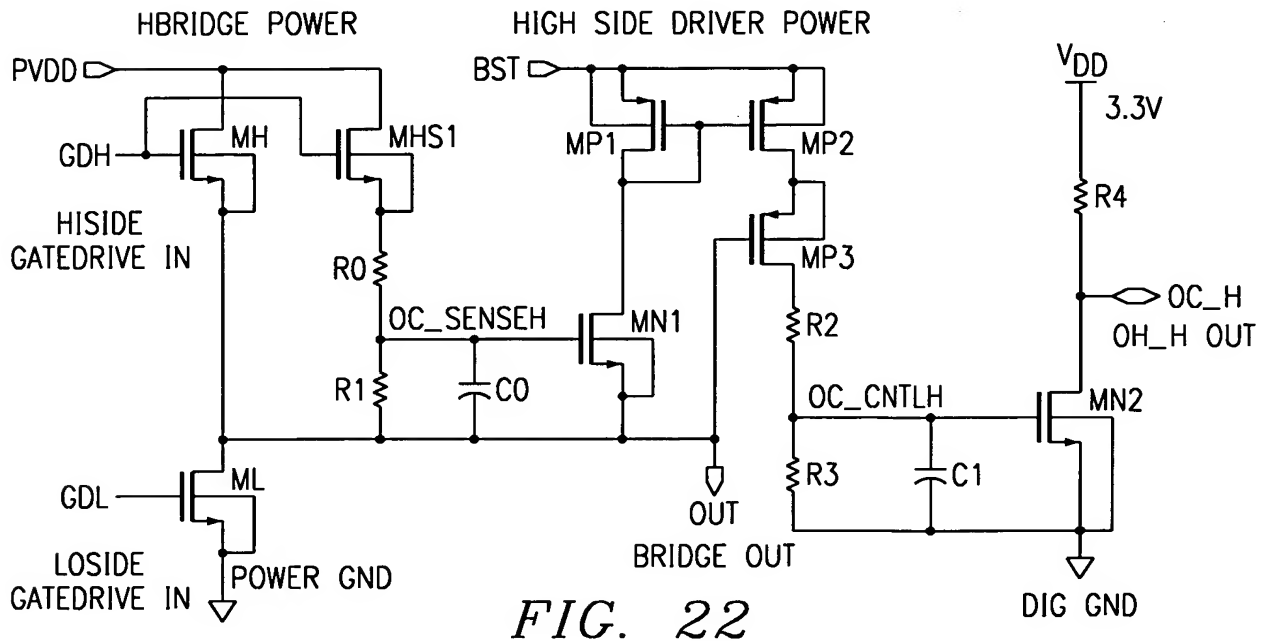 HBRIDGE POWER
HIGH SIDE DRIVER POWER
PVDD
BST
VDD
3.3V
GDH
MH
MHS1
MP1
MP2
R4
HISIDE
GATEDRIVE IN
R0
MP3
OC_SENSEH
MN1
R2
OC_H
OH_H OUT
R1
C0
OC_CNTLH
MN2
GDL
ML
R3
C1
OUT
BRIDGE OUT
LOSIDE
GATEDRIVE IN
POWER GND
DIG GND
FIG. 22